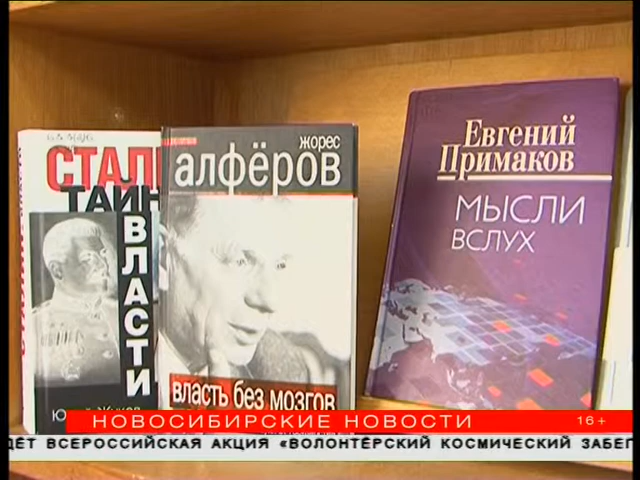 СТАЛИ
ТАЙН
ВЛАСТИ
жорес
алфёров
власть без мозгов
Евгений
Примаков
МЫСЛИ
ВСЛУХ
НОВОСИБИРСКИЕ НОВОСТИ
16+
ДЁТ ВСЕРОССИЙСКАЯ АКЦИЯ «ВОЛОНТЁРСКИЙ КОСМИЧЕСКИЙ ЗАБЕГ